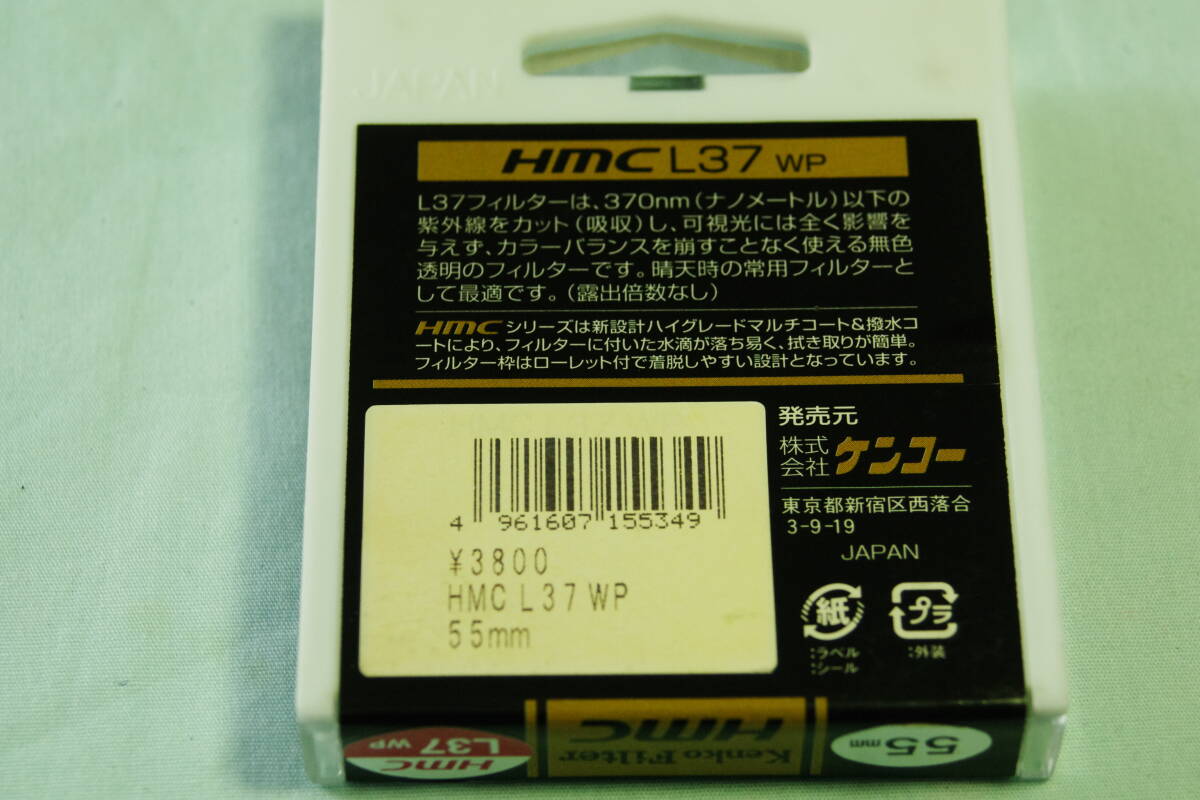 JAPAN
HMC L37 WP
L37フィルターは、370nm(ナノメートル)以下の
紫外線をカット(吸収)し、可視光には全く影響を
与えず、カラーバランスを崩すことなく使える無色
透明のフィルターです。晴天時の常用フィルターと
して最適です。(露出倍数なし)
HMCシリーズは新設計ハイグレードマルチコート&撥水コ
ートにより、フィルターに付いた水滴が落ち易く、拭き取りが簡単。
フィルター枠はローレット付で着脱しやすい設計となっています。
発売元
株式
会社 ケンコー
東京都新宿区西落合
3-9-19
JAPAN
紙
:ラベル
:シール
プラ
:外装
4 961607 155349
¥3800
HMC L37 WP
55mm
HMC
L37 WP
HMC
Kenko Filter
55mm